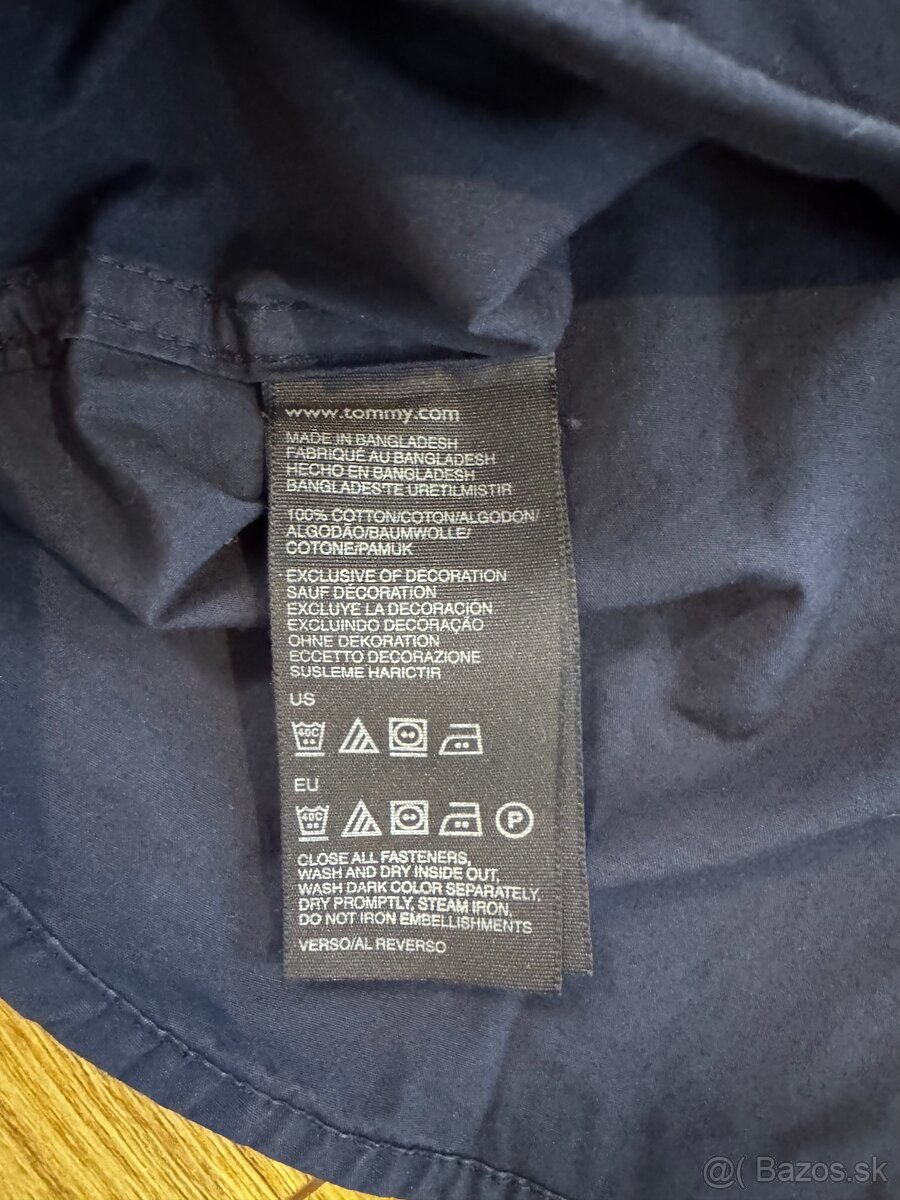 www.tommy.com
MADE IN BANGLADESH
FABRIQUÉ AU BANGLADESH
HECHO EN BANGLADESH
BANGLADESTE URETILMISTIR
100% COTTON/COTON/ALGODON/
ALGODÃO/BAUMWOLLE/
COTONE/PAMUK
EXCLUSIVE OF DECORATION
SAUF DÉCORATION
EXCLUYE LA DECORACIÓN
EXCLUINDO DECORAÇÃO
OHNE DEKORATION
ECCETTO DECORAZIONE
SUSLEME HARICTIR
US
40C
EU
40C P
CLOSE ALL FASTENERS,
WASH AND DRY INSIDE OUT,
WASH DARK COLOR SEPARATELY,
DRY PROMPTLY, STEAM IRON,
DO NOT IRON EMBELLISHMENTS
VERSO/AL REVERSO
@( Bazos.sk